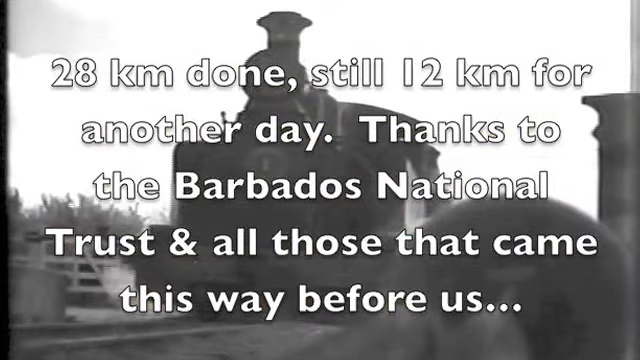 28 km done, still 12 km for
another day.  Thanks to
the Barbados National
Trust & all those that came
this way before us...